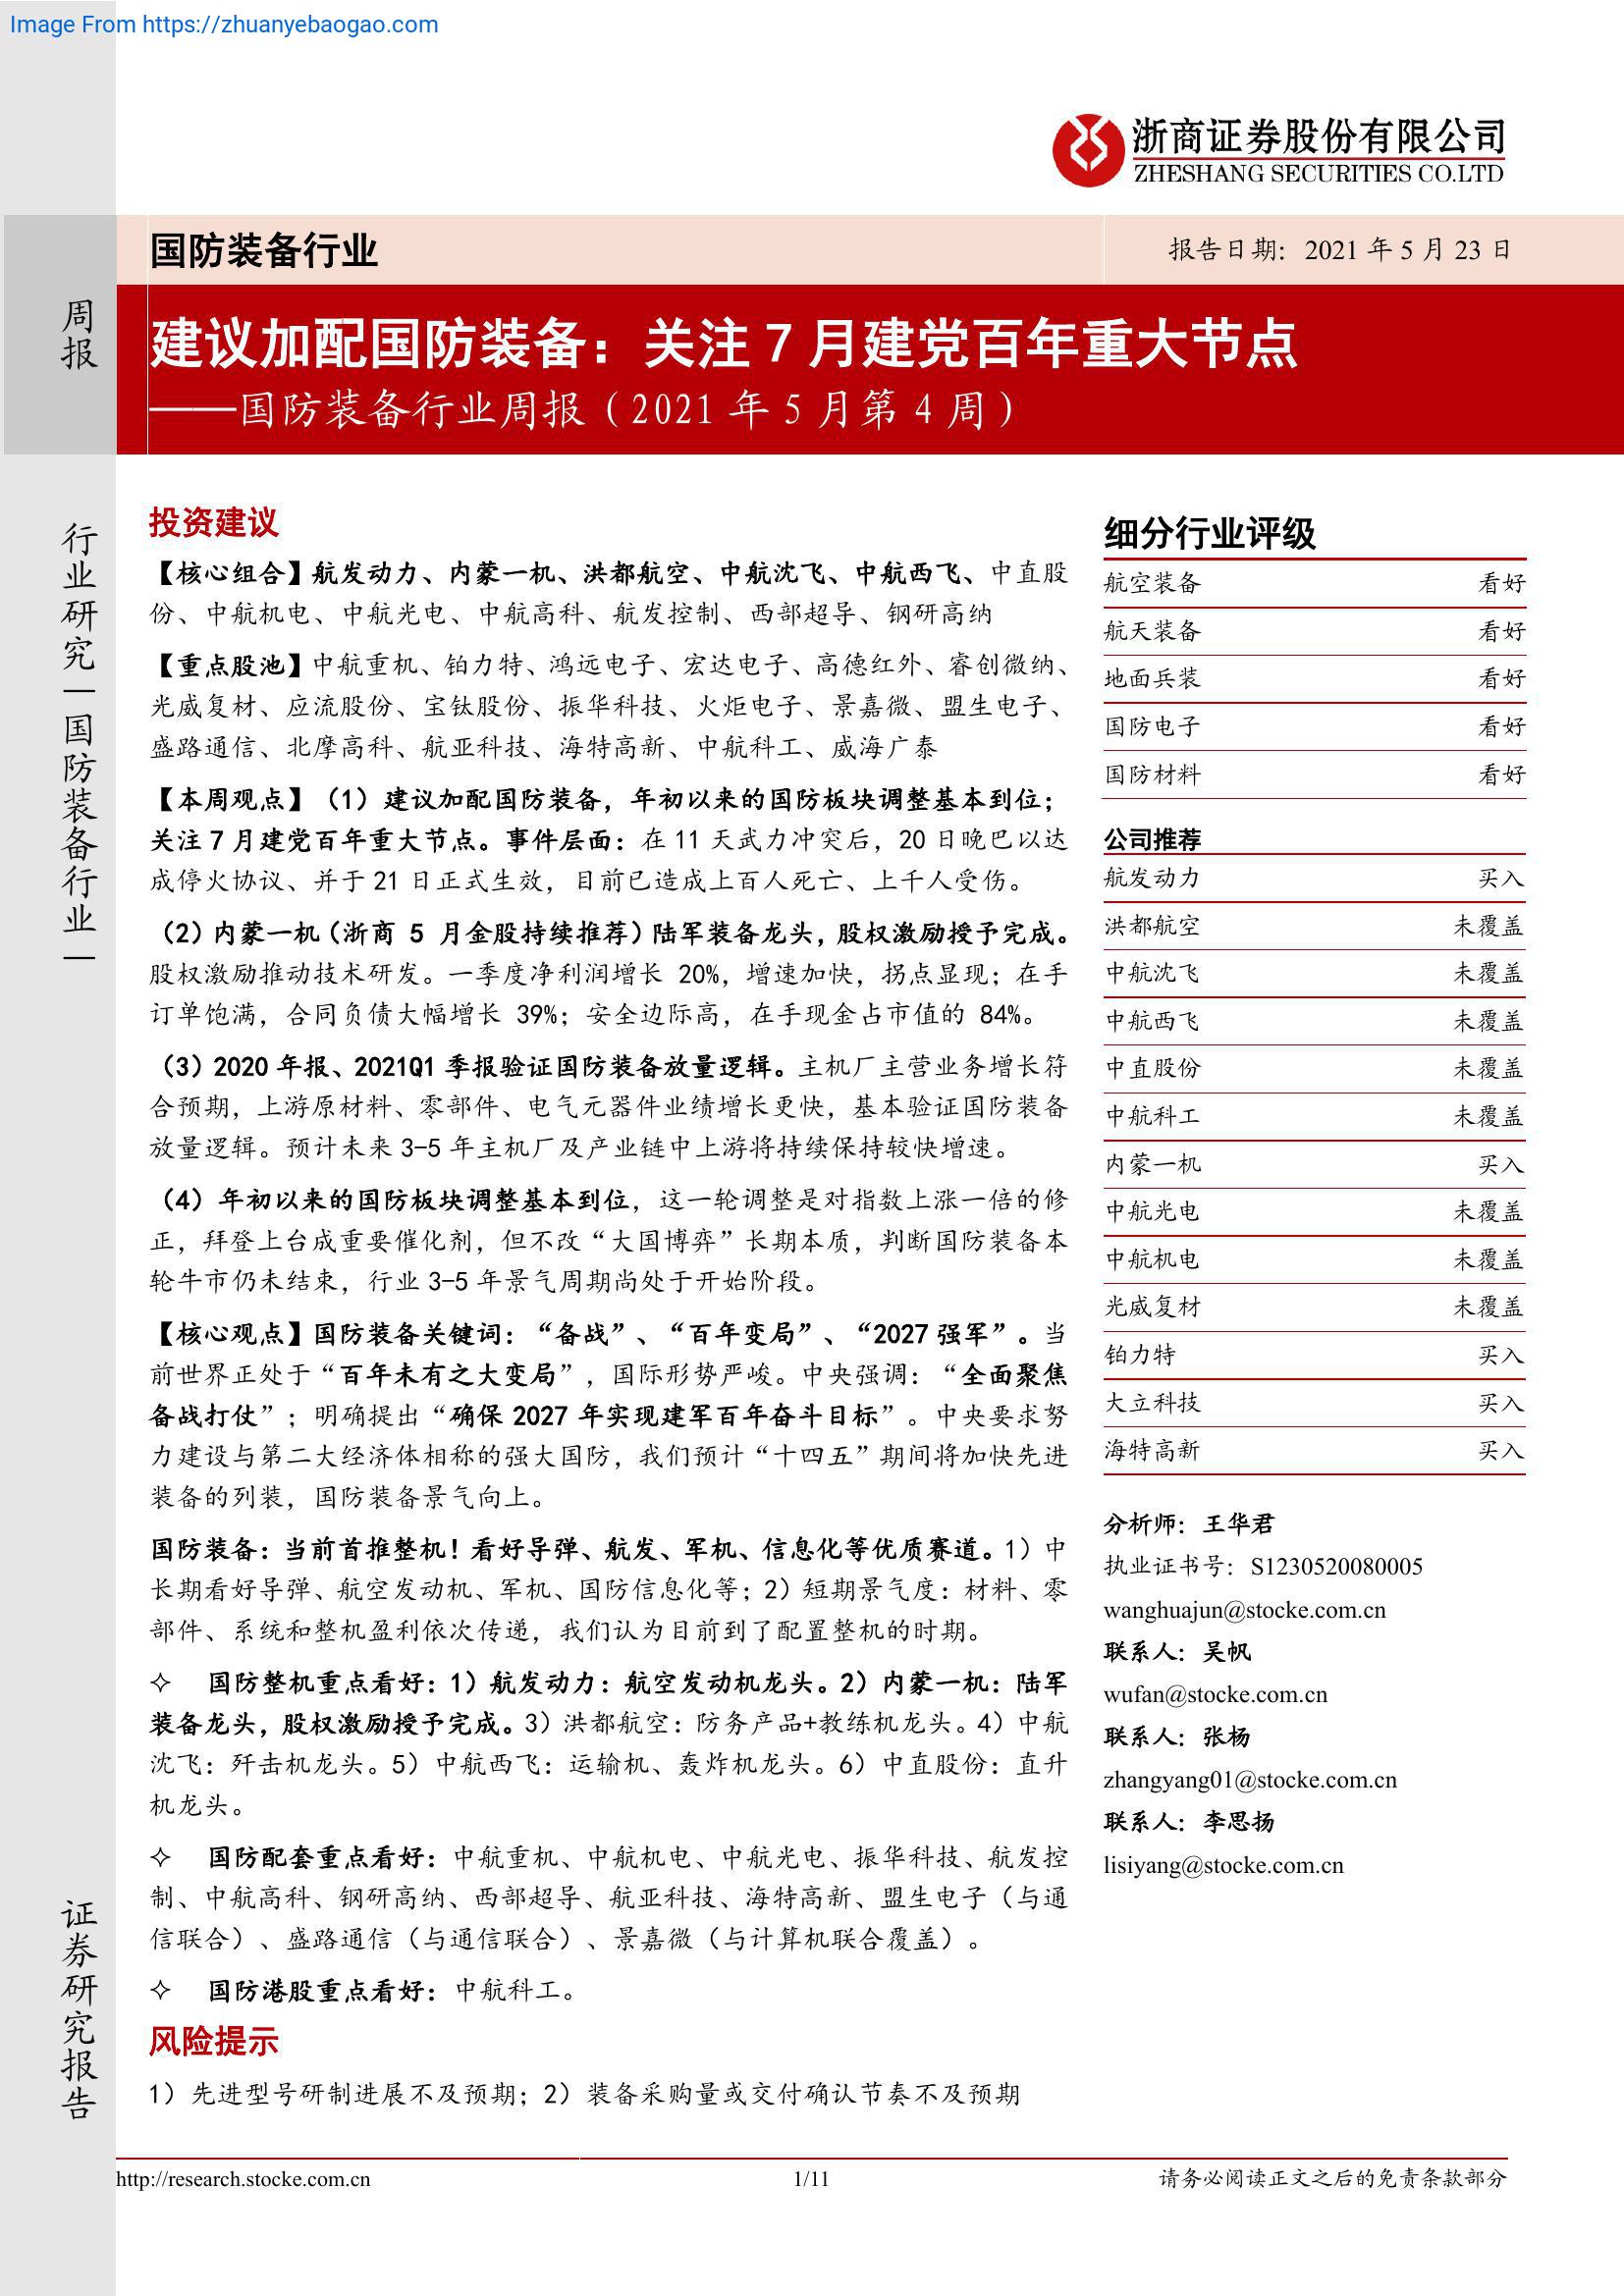 Image From https://zhuanyebaogao.com
浙商证券股份有限公司
ZHESHANG SECURITIES CO.LTD
国防装备行业
报告日期：2021 年 5 月 23 日
周报
建议加配国防装备：关注 7 月建党百年重大节点
——国防装备行业周报（2021 年 5 月第 4 周）
行业研究—国防装备行业—
证券研究报告
投资建议
【核心组合】航发动力、内蒙一机、洪都航空、中航沈飞、中航西飞、中直股
份、中航机电、中航光电、中航高科、航发控制、西部超导、钢研高纳
【重点股池】中航重机、铂力特、鸿远电子、宏达电子、高德红外、睿创微纳、
光威复材、应流股份、宝钛股份、振华科技、火炬电子、景嘉微、盟生电子、
盛路通信、北摩高科、航亚科技、海特高新、中航科工、威海广泰
【本周观点】（1）建议加配国防装备，年初以来的国防板块调整基本到位；
关注 7 月建党百年重大节点。事件层面：在 11 天武力冲突后，20 日晚巴以达
成停火协议、并于 21 日正式生效，目前已造成上百人死亡、上千人受伤。
（2）内蒙一机（浙商 5 月金股持续推荐）陆军装备龙头，股权激励授予完成。
股权激励推动技术研发。一季度净利润增长 20%，增速加快，拐点显现；在手
订单饱满，合同负债大幅增长 39%；安全边际高，在手现金占市值的 84%。
（3）2020 年报、2021Q1 季报验证国防装备放量逻辑。主机厂主营业务增长符
合预期，上游原材料、零部件、电气元器件业绩增长更快，基本验证国防装备
放量逻辑。预计未来 3-5 年主机厂及产业链中上游将持续保持较快增速。
（4）年初以来的国防板块调整基本到位，这一轮调整是对指数上涨一倍的修
正，拜登上台成重要催化剂，但不改“大国博弈”长期本质，判断国防装备本
轮牛市仍未结束，行业 3-5 年景气周期尚处于开始阶段。
【核心观点】国防装备关键词：“备战”、“百年变局”、“2027 强军”。当
前世界正处于“百年未有之大变局”，国际形势严峻。中央强调：“全面聚焦
备战打仗”；明确提出“确保 2027 年实现建军百年奋斗目标”。中央要求努
力建设与第二大经济体相称的强大国防，我们预计“十四五”期间将加快先进
装备的列装，国防装备景气向上。
国防装备：当前首推整机！看好导弹、航发、军机、信息化等优质赛道。1）中
长期看好导弹、航空发动机、军机、国防信息化等；2）短期景气度：材料、零
部件、系统和整机盈利依次传递，我们认为目前到了配置整机的时期。
✧ 国防整机重点看好：1）航发动力：航空发动机龙头。2）内蒙一机：陆军
装备龙头，股权激励授予完成。3）洪都航空：防务产品+教练机龙头。4）中航
沈飞：歼击机龙头。5）中航西飞：运输机、轰炸机龙头。6）中直股份：直升
机龙头。
✧ 国防配套重点看好：中航重机、中航机电、中航光电、振华科技、航发控
制、中航高科、钢研高纳、西部超导、航亚科技、海特高新、盟生电子（与通
信联合）、盛路通信（与通信联合）、景嘉微（与计算机联合覆盖）。
✧ 国防港股重点看好：中航科工。
风险提示
1）先进型号研制进展不及预期；2）装备采购量或交付确认节奏不及预期
细分行业评级
航空装备 看好
航天装备 看好
地面兵装 看好
国防电子 看好
国防材料 看好
公司推荐
航发动力 买入
洪都航空 未覆盖
中航沈飞 未覆盖
中航西飞 未覆盖
中直股份 未覆盖
中航科工 未覆盖
内蒙一机 买入
中航光电 未覆盖
中航机电 未覆盖
光威复材 未覆盖
铂力特 买入
大立科技 买入
海特高新 买入
分析师：王华君
执业证书号：S1230520080005
wanghuajun@stocke.com.cn
联系人：吴帆
wufan@stocke.com.cn
联系人：张杨
zhangyang01@stocke.com.cn
联系人：李思扬
lisiyang@stocke.com.cn
http://research.stocke.com.cn
1/11
请务必阅读正文之后的免责条款部分